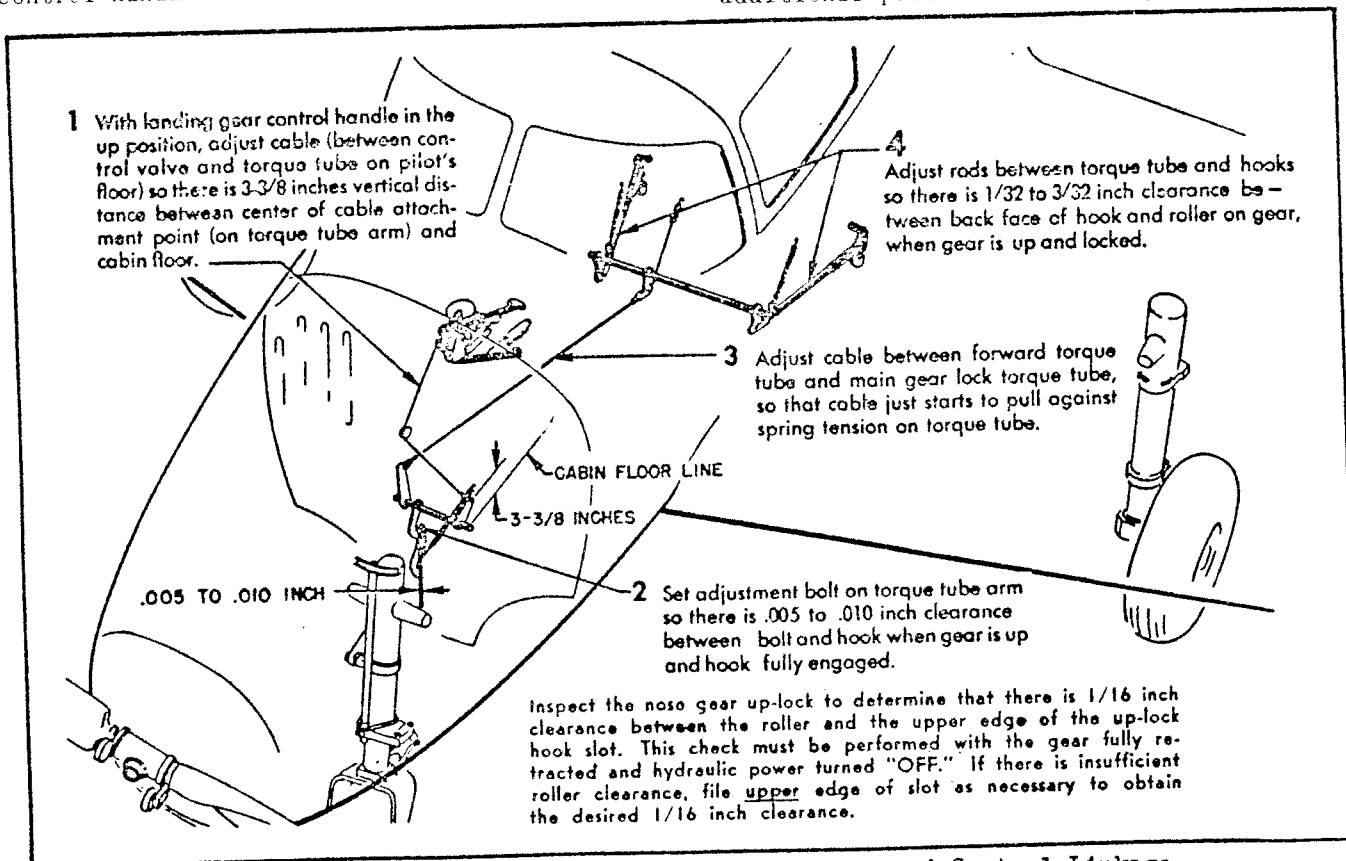 control
additional
1 With landing gear control handle in the
up position, adjust cable (between con-
trol valve and torque tube on pilot's
floor) so there is 3-3/8 inches vertical dis-
tance between center of cable attach-
ment point (on torque tube arm) and
cabin floor.
4
Adjust rods between torque tube and hooks
so there is 1/32 to 3/32 inch clearance be-
tween back face of hook and roller on gear,
when gear is up and locked.
3 Adjust cable between forward torque
tube and main gear lock torque tube,
so that cable just starts to pull against
spring tension on torque tube.
CABIN FLOOR LINE
3-3/8 INCHES
.005 TO .010 INCH
2 Set adjustment bolt on torque tube arm
so there is .005 to .010 inch clearance
between bolt and hook when gear is up
and hook fully engaged.
Inspect the nose gear up-lock to determine that there is 1/16 inch
clearance between the roller and the upper edge of the up-lock
hook slot. This check must be performed with the gear fully re-
tracted and hydraulic power turned "OFF." If there is insufficient
roller clearance, file upper edge of slot as necessary to obtain
the desired 1/16 inch clearance.